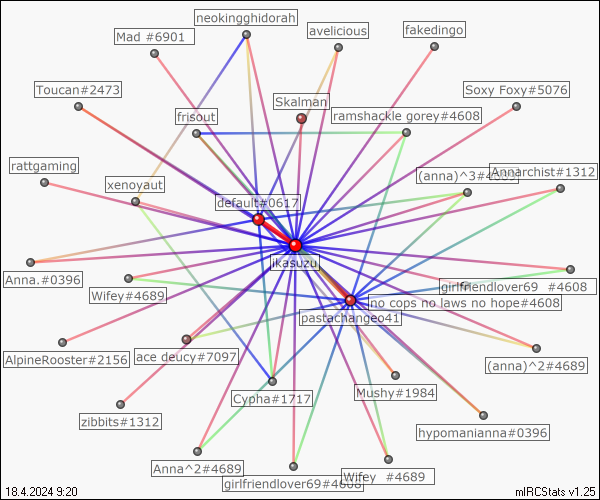 neokingghidorah
Mad #6901
avelicious
fakedingo
Toucan#2473
Soxy Foxy#5076
Skalman
frisout
ramshackle gorey#4608
rattgaming
(anna)^3#4689
Annarchist#1312
xenoyaut
default#0617
jikasuzu
Anna.#0396
Wifey#4689
girlfriendlover69 #4608
no cops no laws no hope#4608
pastachangeo41
AlpineRooster#2156
ace deucy#7097
(anna)^2#4689
Cypha#1717
Mushy#1984
zibbits#1312
hypomanianna#0396
Anna^2#4689
girlfriendlover69#4608
Wifey #4689
18.4.2024 9:20
mIRCStats v1.25